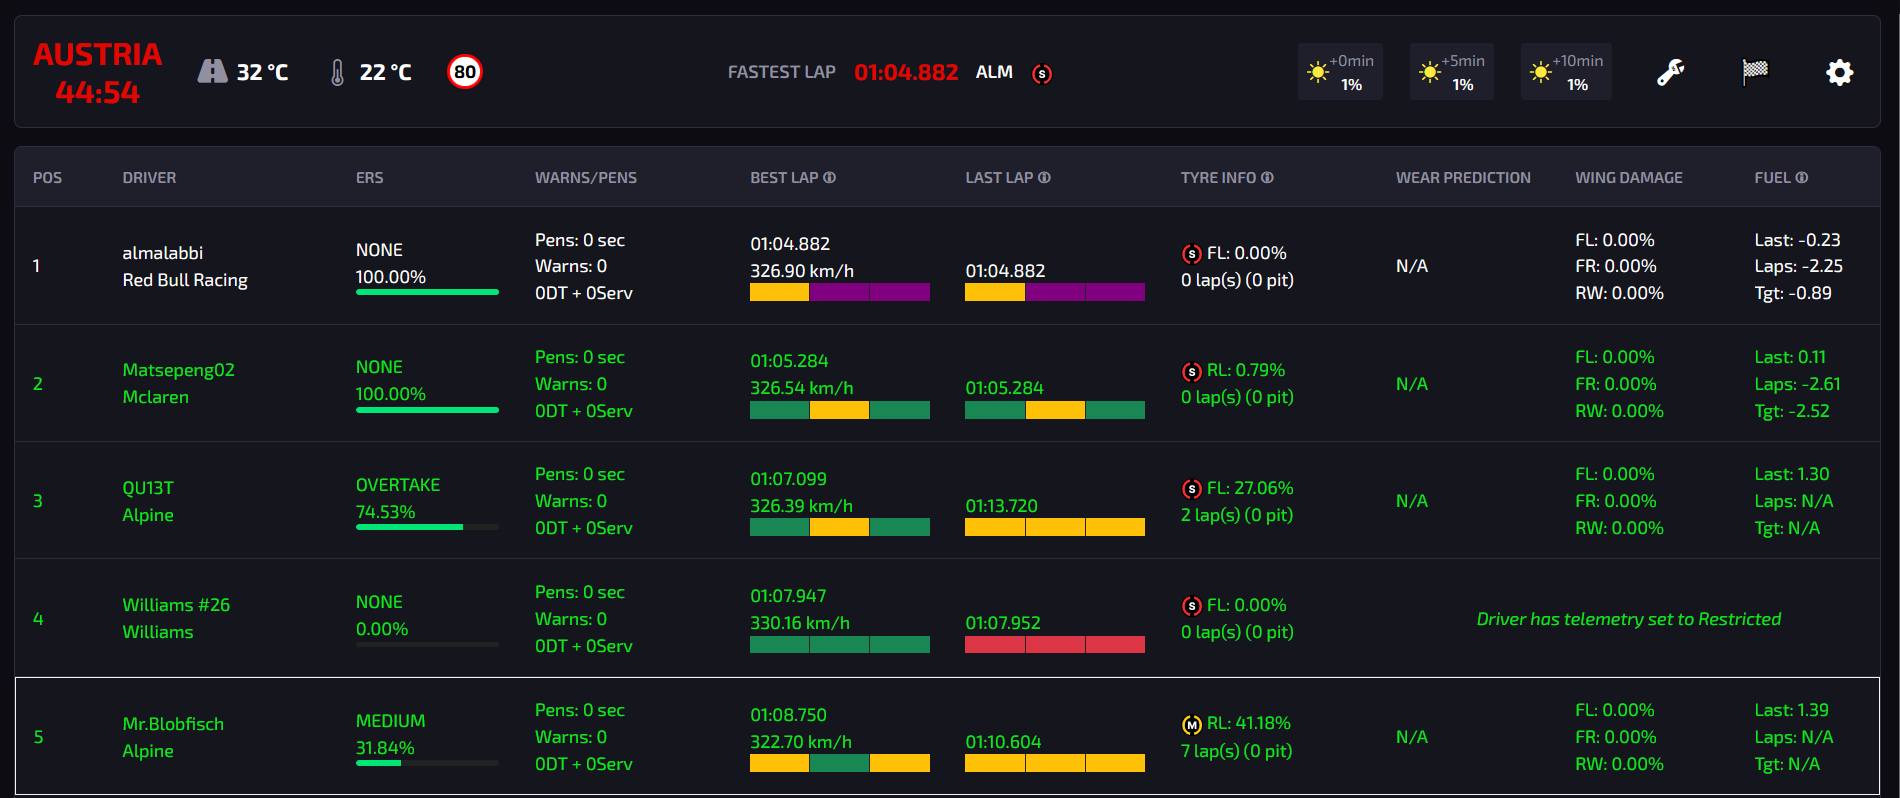 AUSTRIA
44:54
32 °C
22 °C
80
FASTEST LAP 01:04.882 ALM S
+0min
1%
+5min
1%
+10min
1%
POS DRIVER ERS WARNS/PENS BEST LAP LAST LAP TYRE INFO WEAR PREDICTION WING DAMAGE FUEL
1
almalabbi
Red Bull Racing
NONE
100.00%
Pens: 0 sec
Warns: 0
0DT + 0Serv
01:04.882
326.90 km/h
01:04.882
S FL: 0.00%
0 lap(s) (0 pit)
N/A
FL: 0.00%
FR: 0.00%
RW: 0.00%
Last: -0.23
Laps: -2.25
Tgt: -0.89
2
Matsepeng02
Mclaren
NONE
100.00%
Pens: 0 sec
Warns: 0
0DT + 0Serv
01:05.284
326.54 km/h
01:05.284
S RL: 0.79%
0 lap(s) (0 pit)
N/A
FL: 0.00%
FR: 0.00%
RW: 0.00%
Last: 0.11
Laps: -2.61
Tgt: -2.52
3
QU13T
Alpine
OVERTAKE
74.53%
Pens: 0 sec
Warns: 0
0DT + 0Serv
01:07.099
326.39 km/h
01:13.720
S FL: 27.06%
2 lap(s) (0 pit)
N/A
FL: 0.00%
FR: 0.00%
RW: 0.00%
Last: 1.30
Laps: N/A
Tgt: N/A
4
Williams #26
Williams
NONE
0.00%
Pens: 0 sec
Warns: 0
0DT + 0Serv
01:07.947
330.16 km/h
01:07.952
S FL: 0.00%
0 lap(s) (0 pit)
Driver has telemetry set to Restricted
5
Mr.Blobfisch
Alpine
MEDIUM
31.84%
Pens: 0 sec
Warns: 0
0DT + 0Serv
01:08.750
322.70 km/h
01:10.604
M RL: 41.18%
7 lap(s) (0 pit)
N/A
FL: 0.00%
FR: 0.00%
RW: 0.00%
Last: 1.39
Laps: N/A
Tgt: N/A